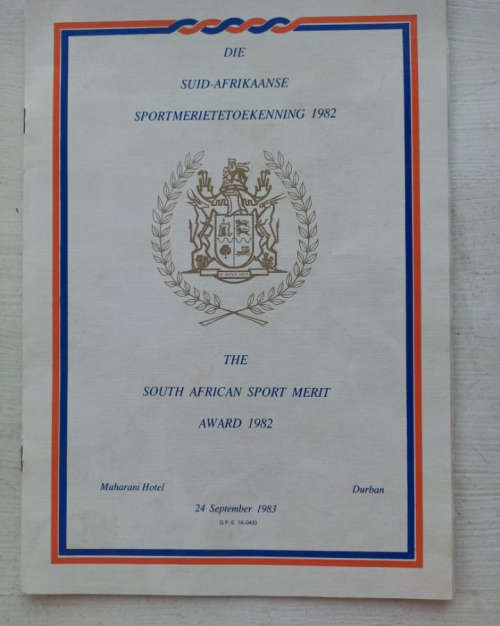 DIE
SUID-AFRIKAANSE
SPORTMERIETETOEKENNING 1982
THE
SOUTH AFRICAN SPORT MERIT
AWARD 1982
Maharani Hotel
Durban
24 September 1983